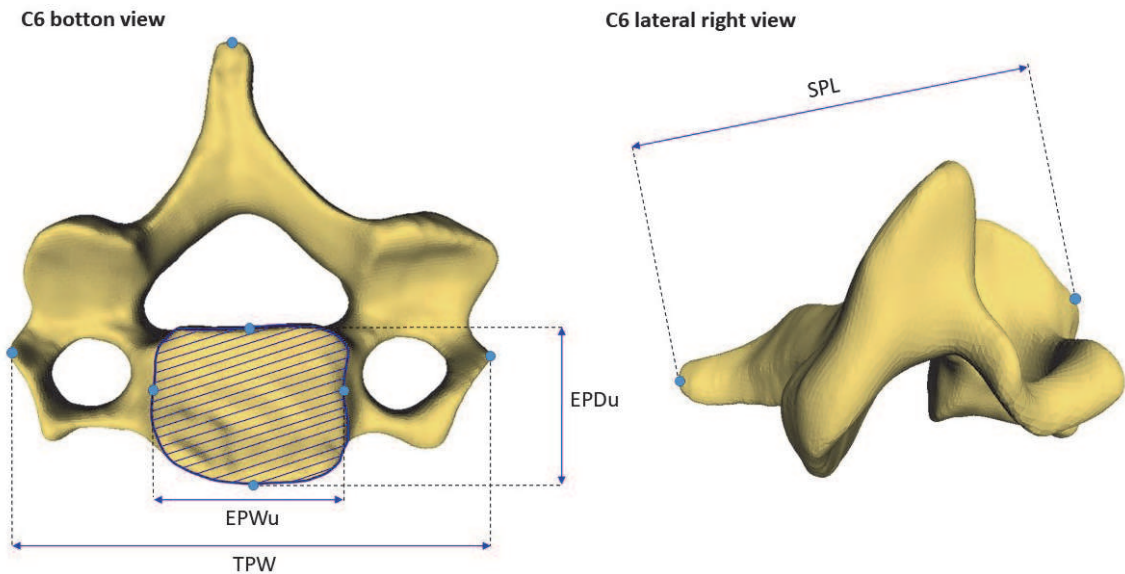 C6 botton view
C6 lateral right view
SPL
EPDu
EPWu
TPW